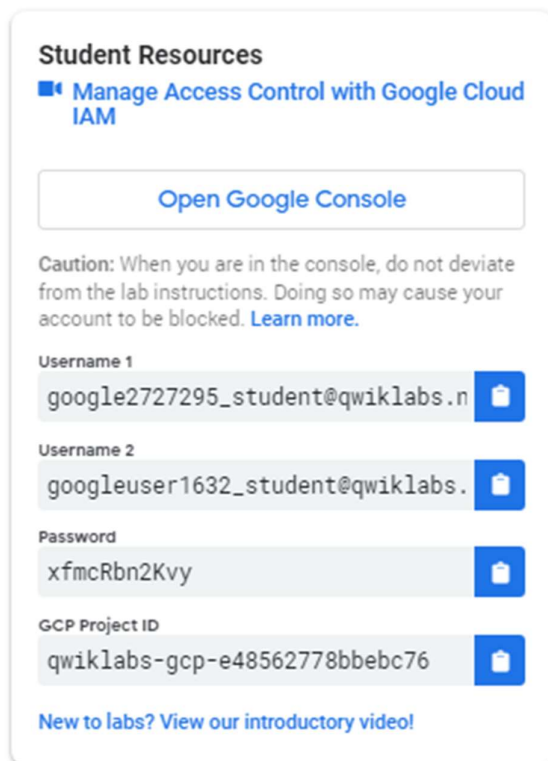 Student Resources
Manage Access Control with Google Cloud
IAM
Open Google Console
Caution: When you are in the console, do not deviate
from the lab instructions. Doing so may cause your
account to be blocked. Learn more.
Username 1
google2727295_student@qwiklabs.n
Username 2
googleuser1632_student@qwiklabs.
Password
xfmcRbn2Kvy
GCP Project ID
qwiklabs-gcp-e48562778bbebc76
New to labs? View our introductory video!